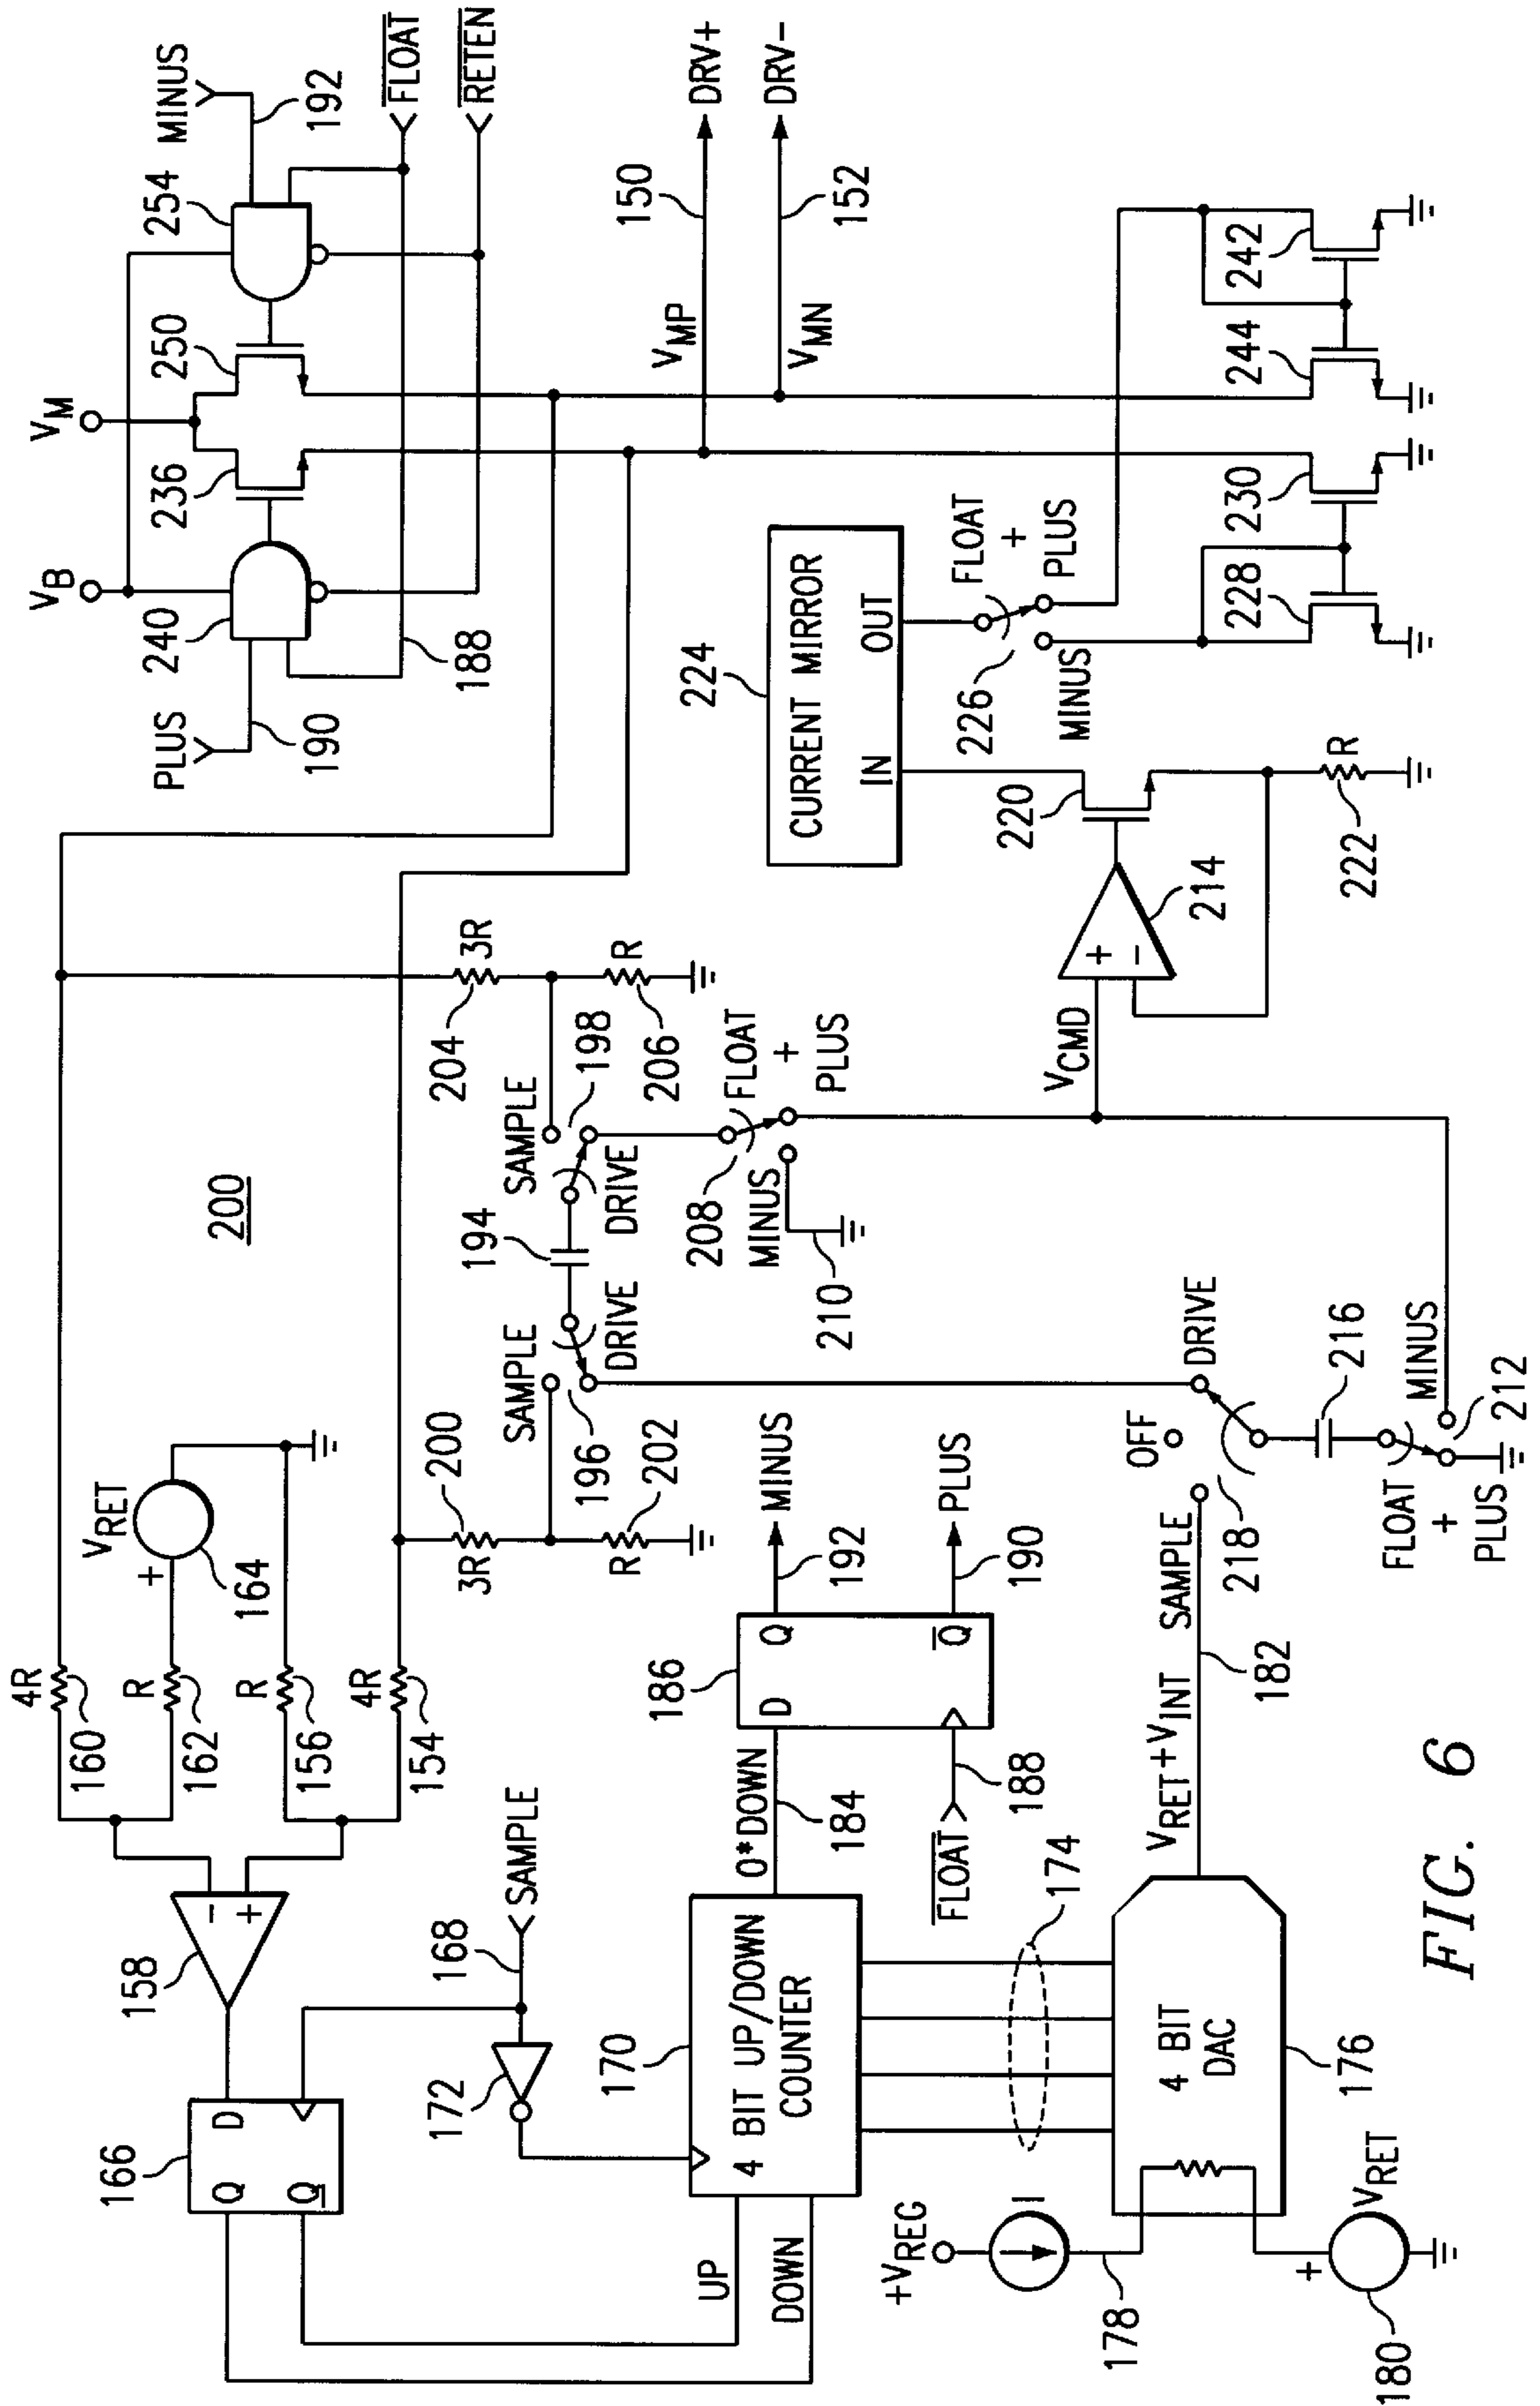 V_B
V_M
MINUS
192
254
250
236
240
PLUS
190
188
FLOAT
RETEN
150
DRV+
V_MP
152
DRV-
V_MN
200
4R
160
R
162
V_RET
+
164
R
156
4R
154
-
+
158
166
D
Q
Q
168
SAMPLE
172
170
4 BIT UP/DOWN
COUNTER
UP
DOWN
0*DOWN
184
186
D
Q
Q
MINUS
192
PLUS
190
FLOAT
188
174
4 BIT
DAC
176
+V_REG
I
178
+
V_RET
180
V_RET+V_INT
SAMPLE
182
OFF
DRIVE
218
216
FLOAT
+
PLUS
MINUS
212
200
3R
202
R
SAMPLE
196
DRIVE
194
SAMPLE
198
DRIVE
204
3R
206
R
208
FLOAT
+
PLUS
MINUS
210
V_CMD
+
-
214
220
222
R
224
CURRENT MIRROR
IN
OUT
226
FLOAT
+
PLUS
MINUS
228
230
244
242
FIG. 6